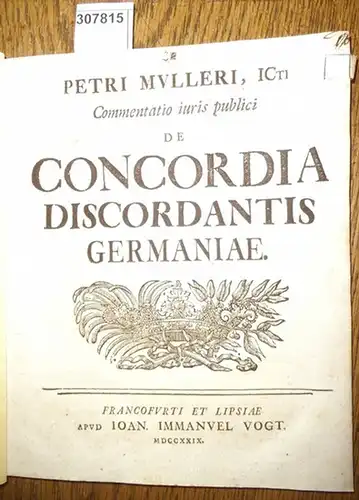 307815
PETRI MVLLERI, ICTI
Commentatio iuris publici
DE
CONCORDIA
DISCORDANTIS
GERMANIAE.
FRANCOFVRTI ET LIPSIAE
APVD IOAN. IMMANVEL VOGT.
MDCCXXIX.